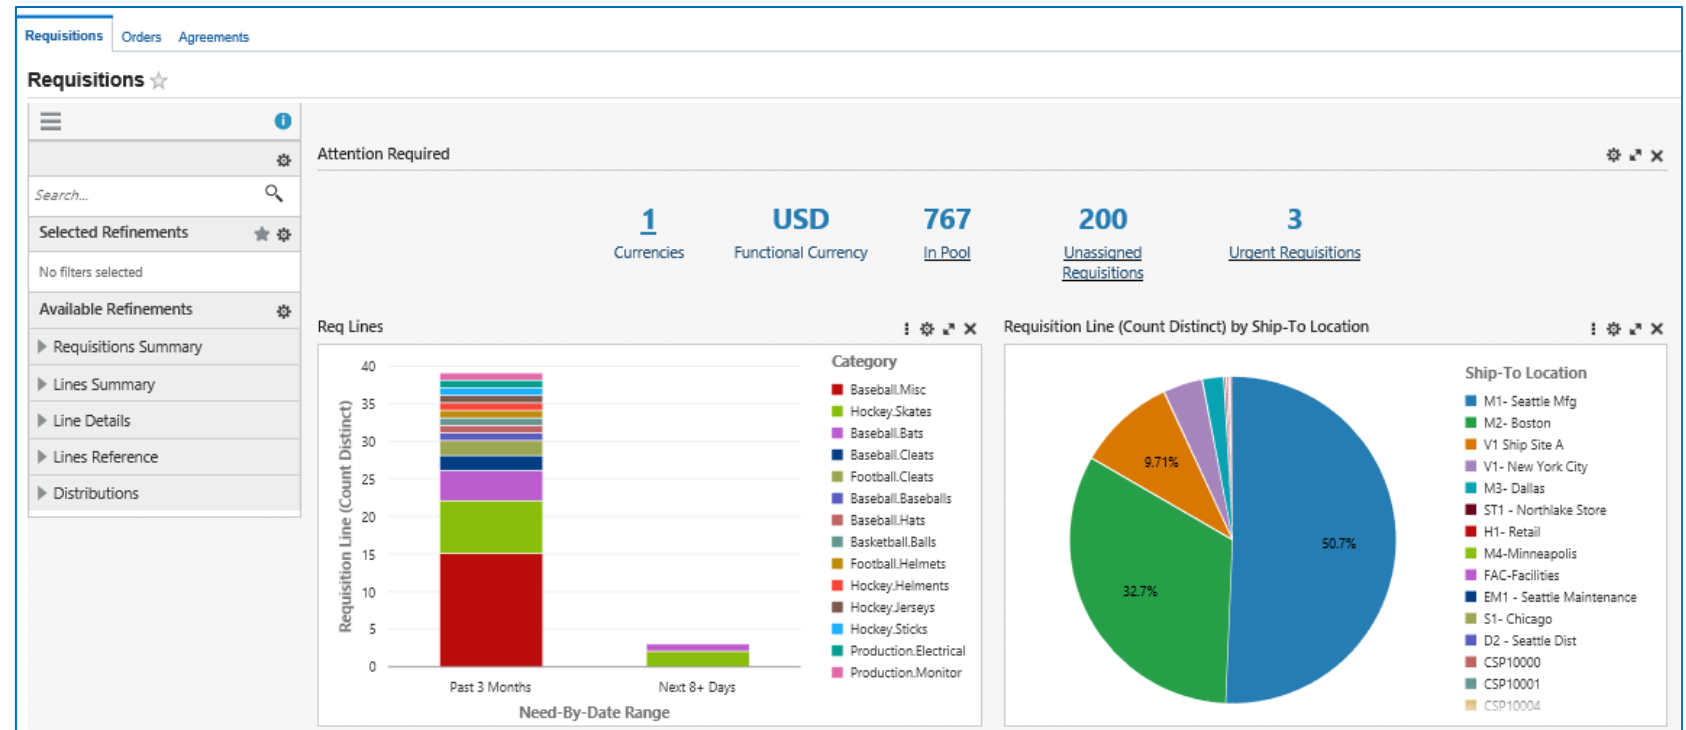 Requisitions Orders Agreements
Requisitions
i
Search...
Selected Refinements
No filters selected
Available Refinements
Requisitions Summary
Lines Summary
Line Details
Lines Reference
Distributions
Attention Required
1 USD 767 200 3
Currencies Functional Currency In Pool Unassigned Requisitions Urgent Requisitions
Req Lines
Requisition Line (Count Distinct)
40
35
30
25
20
15
10
5
0
Past 3 Months Next 8+ Days
Need-By-Date Range
Category
Baseball.Misc
Hockey.Skates
Baseball.Bats
Baseball.Cleats
Football.Cleats
Baseball.Baseballs
Baseball.Hats
Basketball.Balls
Football.Helmets
Hockey.Helments
Hockey.Jerseys
Hockey.Sticks
Production.Electrical
Production.Monitor
Requisition Line (Count Distinct) by Ship-To Location
9.71%
50.7%
32.7%
Ship-To Location
M1- Seattle Mfg
M2- Boston
V1 Ship Site A
V1- New York City
M3- Dallas
ST1 - Northlake Store
H1- Retail
M4-Minneapolis
FAC-Facilities
EM1 - Seattle Maintenance
S1- Chicago
D2 - Seattle Dist
CSP10000
CSP10001
CSP10004